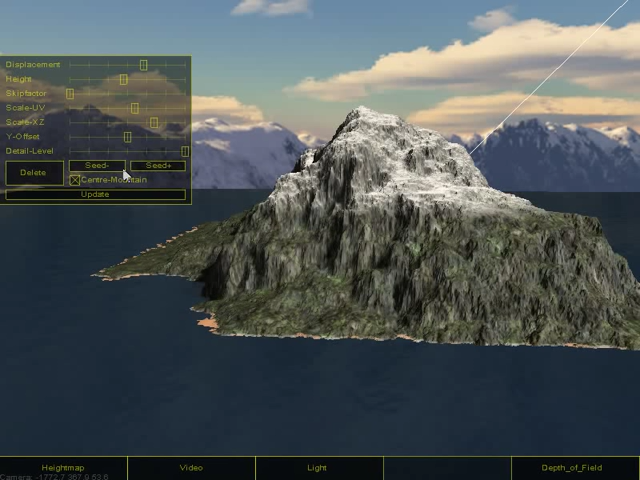 Displacement
Height
Skipfactor
Scale-UV
Scale-XZ
Y-Offset
Detail-Level
Delete
Seed-
Seed+
Centre-Mountain
Update
Heightmap
Video
Light
Depth_of_Field